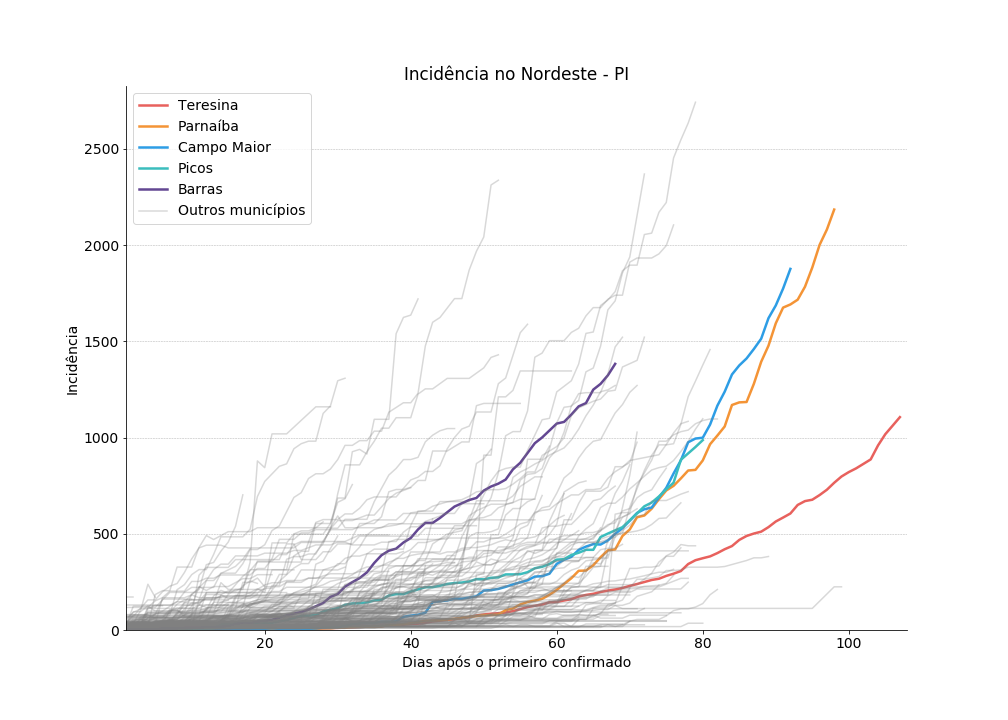 Incidência no Nordeste - PI
Teresina
Parnaíba
Campo Maior
Picos
Barras
Outros municípios
Incidência
2500
2000
1500
1000
500
0
20 40 60 80 100
Dias após o primeiro confirmado